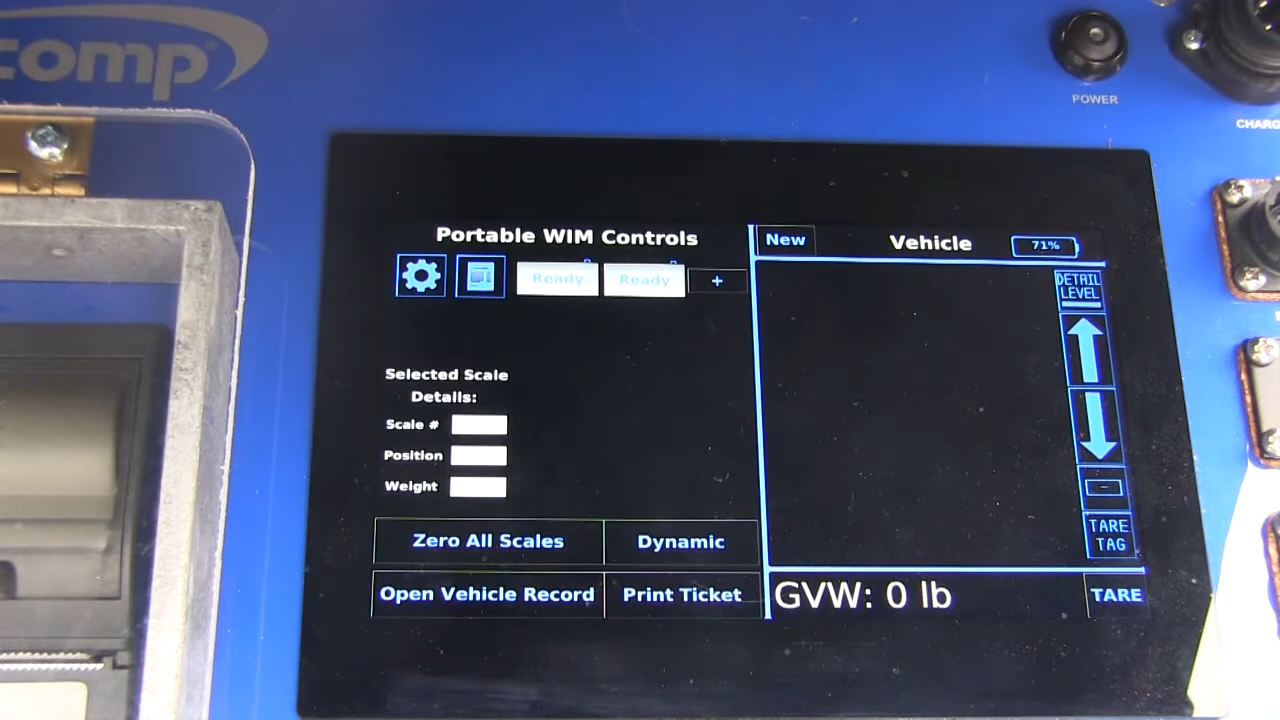 comp®
POWER
CHARG
Portable WIM Controls
Ready
Ready
+
New
Vehicle
71%
DETAIL
LEVEL
Selected Scale
Details:
Scale #
Position
Weight
Zero All Scales
Dynamic
Open Vehicle Record
Print Ticket
-
TARE
TAG
GVW: 0 lb
TARE